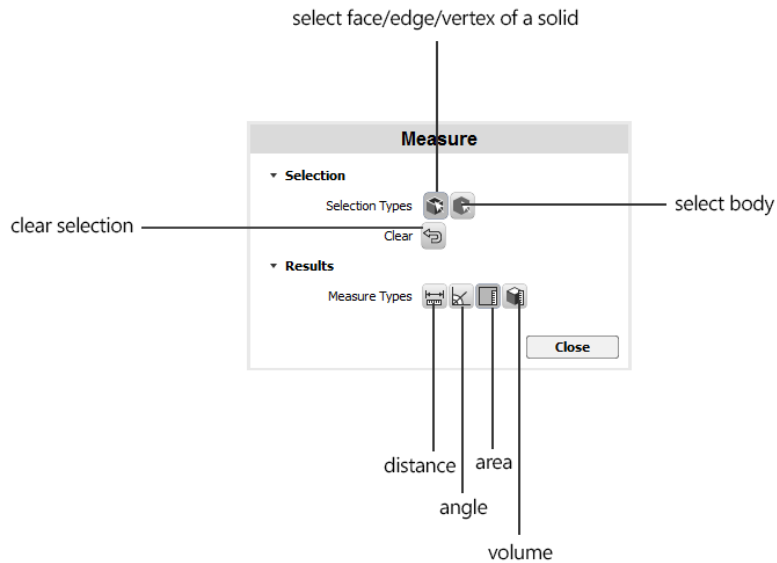 select face/edge/vertex of a solid
Measure
Selection
Selection Types
select body
clear selection
Clear
Results
Measure Types
Close
distance
area
angle
volume